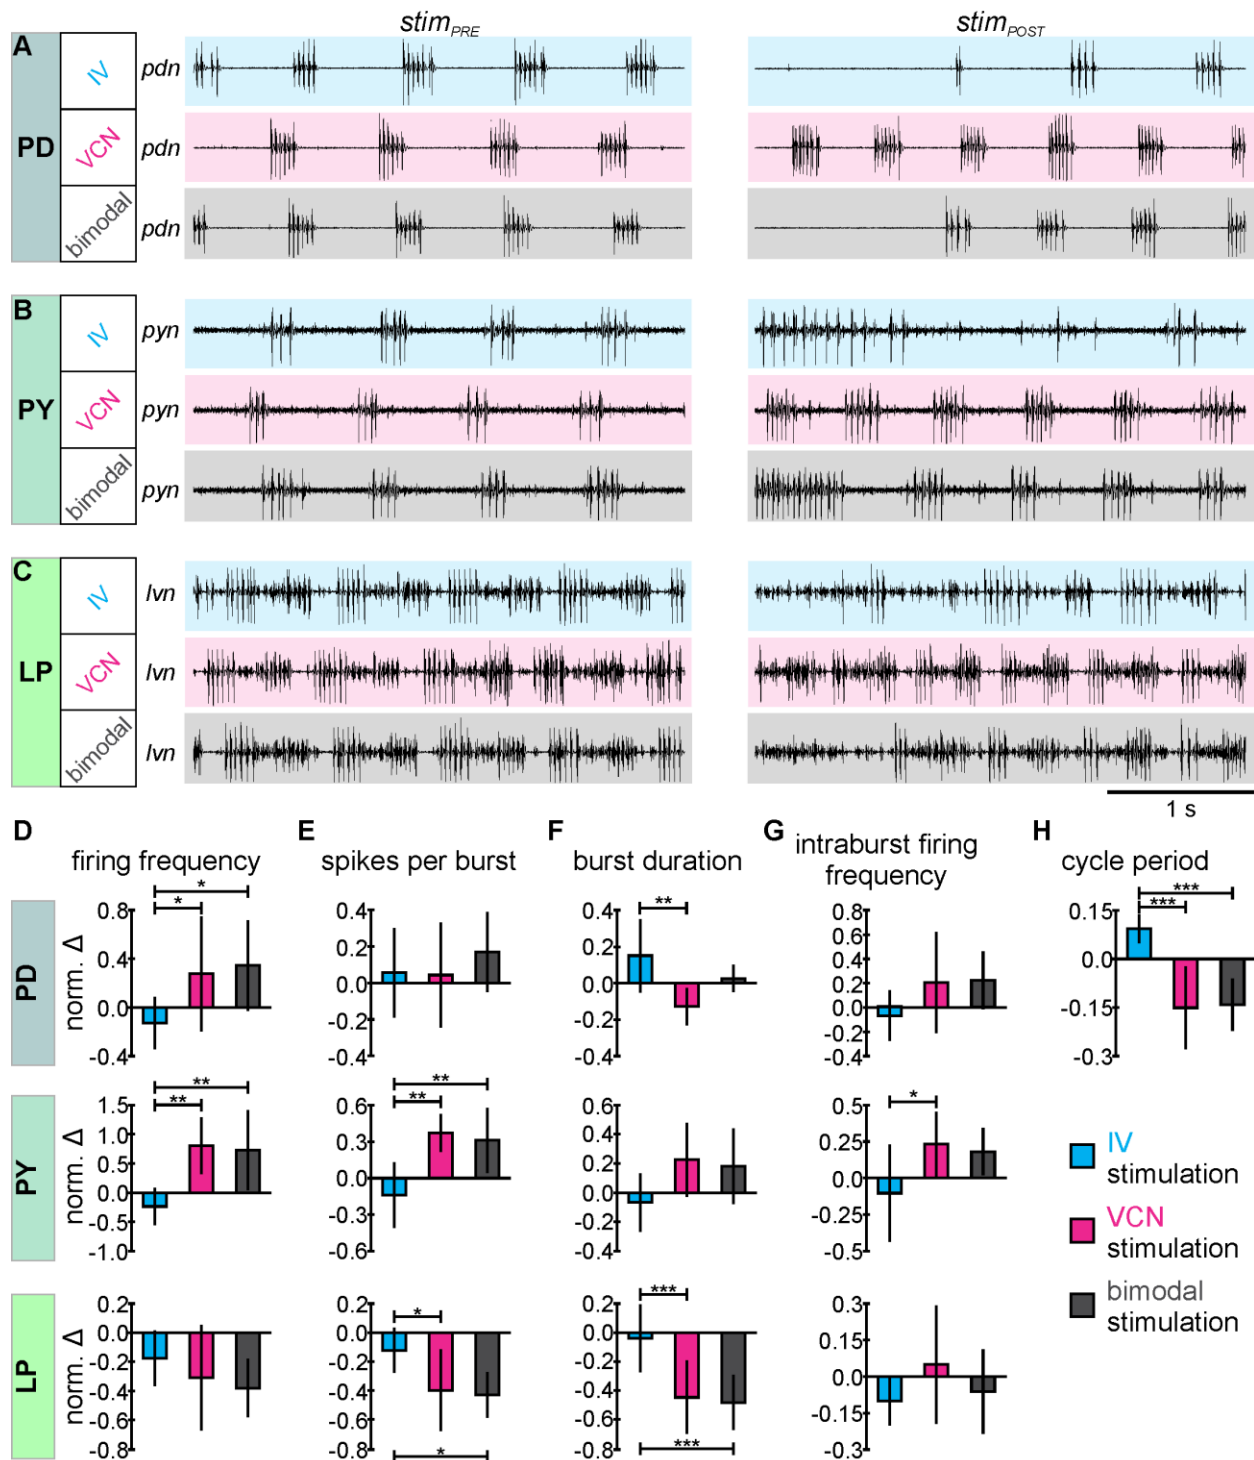 stimPRE
stimPOST
A
PD
IV
pdn
VCN
pdn
bimodal
pdn
B
PY
IV
pyn
VCN
pyn
bimodal
pyn
C
LP
IV
lvn
VCN
lvn
bimodal
lvn
1 s
D
firing frequency
E
spikes per burst
F
burst duration
G
intraburst firing
frequency
H
cycle period
PD
norm. Δ
0.8
0.4
0.0
-0.4
*
*
0.4
0.2
0.0
-0.2
-0.4
0.4
0.2
0.0
-0.2
-0.4
**
0.8
0.6
0.4
0.2
0.0
-0.2
-0.4
0.15
0.0
-0.15
-0.3
***
***
PY
norm. Δ
1.5
1.0
0.5
0.0
-0.5
-1.0
**
**
0.6
0.3
0.0
-0.3
-0.6
**
**
0.6
0.4
0.2
0.0
-0.2
-0.4
0.5
0.25
0.0
-0.25
-0.5
*
IV
stimulation
VCN
stimulation
bimodal
stimulation
LP
norm. Δ
0.2
0.0
-0.2
-0.4
-0.6
-0.8
0.2
0.0
-0.2
-0.4
-0.6
-0.8
*
*
0.2
0.0
-0.2
-0.4
-0.6
-0.8
***
***
0.3
0.15
0.0
-0.15
-0.3